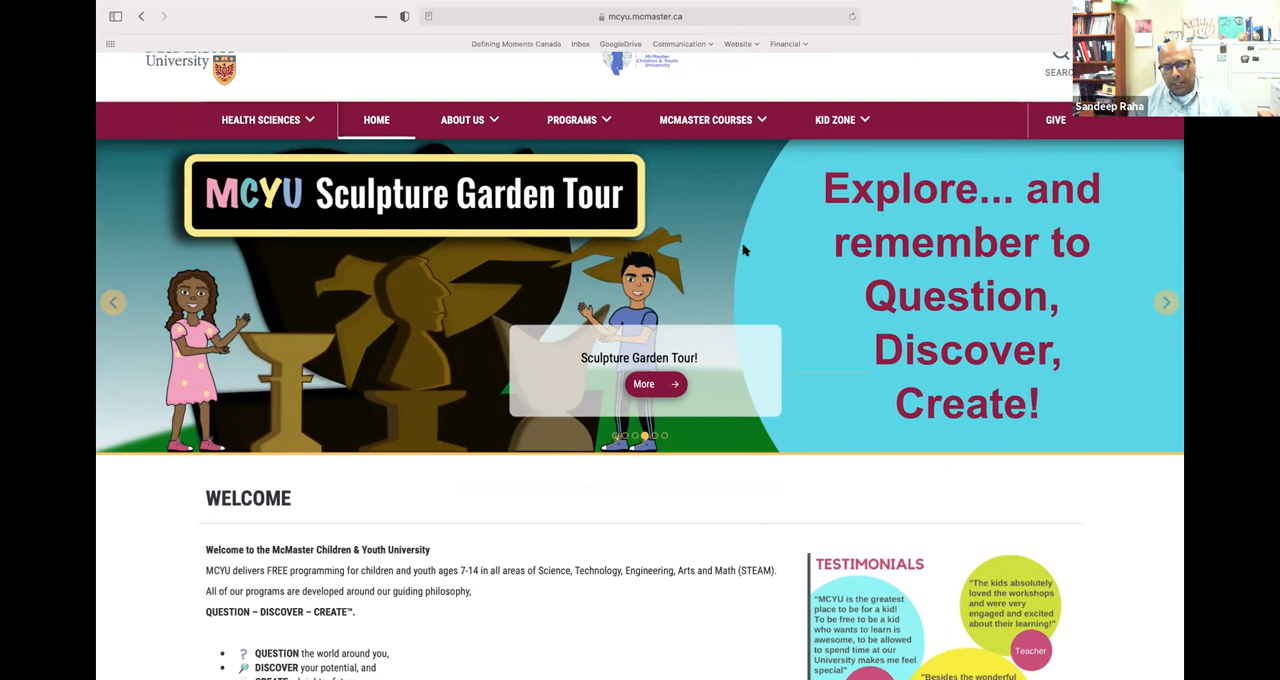 mcyu.mcmaster.ca
Defining Moments Canada Inbox GoogleDrive Communication Website Financial
University
McMaster
Children & Youth
University
SEARC
Sandeep Raha
HEALTH SCIENCES HOME ABOUT US PROGRAMS MCMASTER COURSES KID ZONE GIVE
MCYU Sculpture Garden Tour
Explore... and
remember to
Question,
Discover,
Create!
Sculpture Garden Tour!
More
WELCOME
Welcome to the McMaster Children & Youth University
MCYU delivers FREE programming for children and youth ages 7-14 in all areas of Science, Technology, Engineering, Arts and Math (STEAM).
All of our programs are developed around our guiding philosophy,
QUESTION – DISCOVER – CREATE™.
QUESTION the world around you,
DISCOVER your potential, and
TESTIMONIALS
"MCYU is the greatest
place to be for a kid!
To be free to be a kid
who wants to learn is
awesome, to be allowed
to spend time at our
University makes me feel
special"
"The kids absolutely
loved the workshops
and were very
engaged and excited
about their learning!"
Teacher
"Besides the wonderful